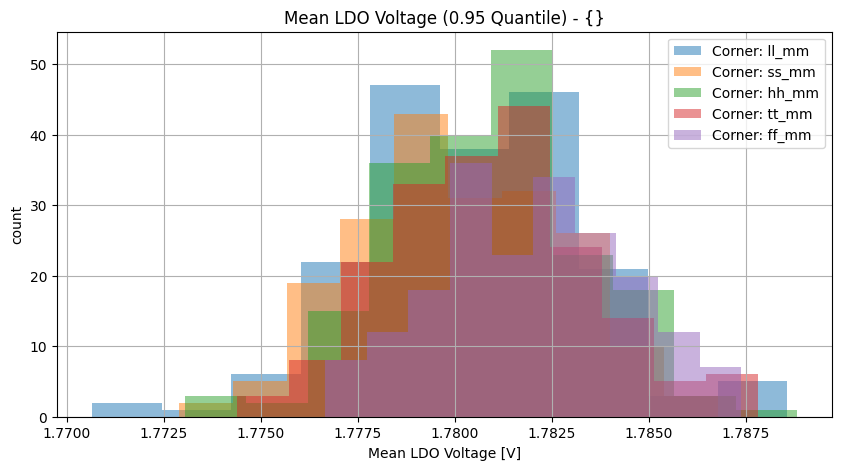 Mean LDO Voltage (0.95 Quantile) - {}
Corner: ll_mm
Corner: ss_mm
Corner: hh_mm
Corner: tt_mm
Corner: ff_mm
count
50
40
30
20
10
0
1.7700 1.7725 1.7750 1.7775 1.7800 1.7825 1.7850 1.7875
Mean LDO Voltage [V]